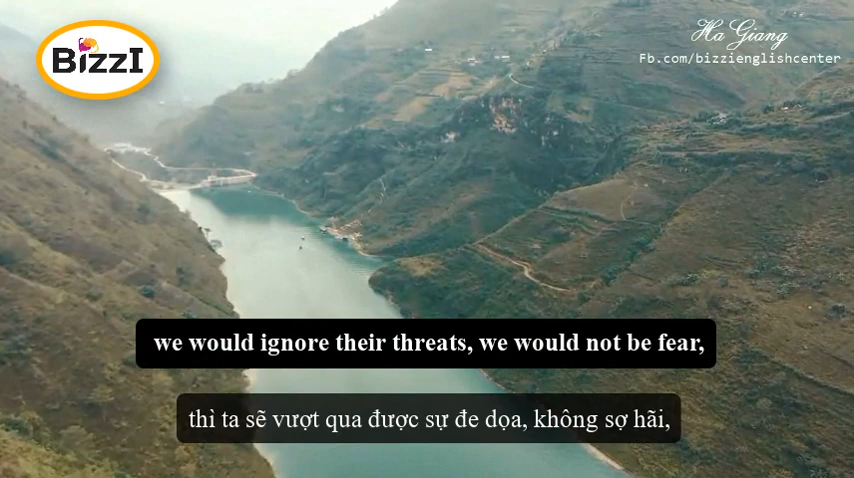 BizzI
Ha Giang
Fb.com/bizzienglishcenter
we would ignore their threats, we would not be fear,
thì ta sẽ vượt qua được sự đe dọa, không sợ hãi,